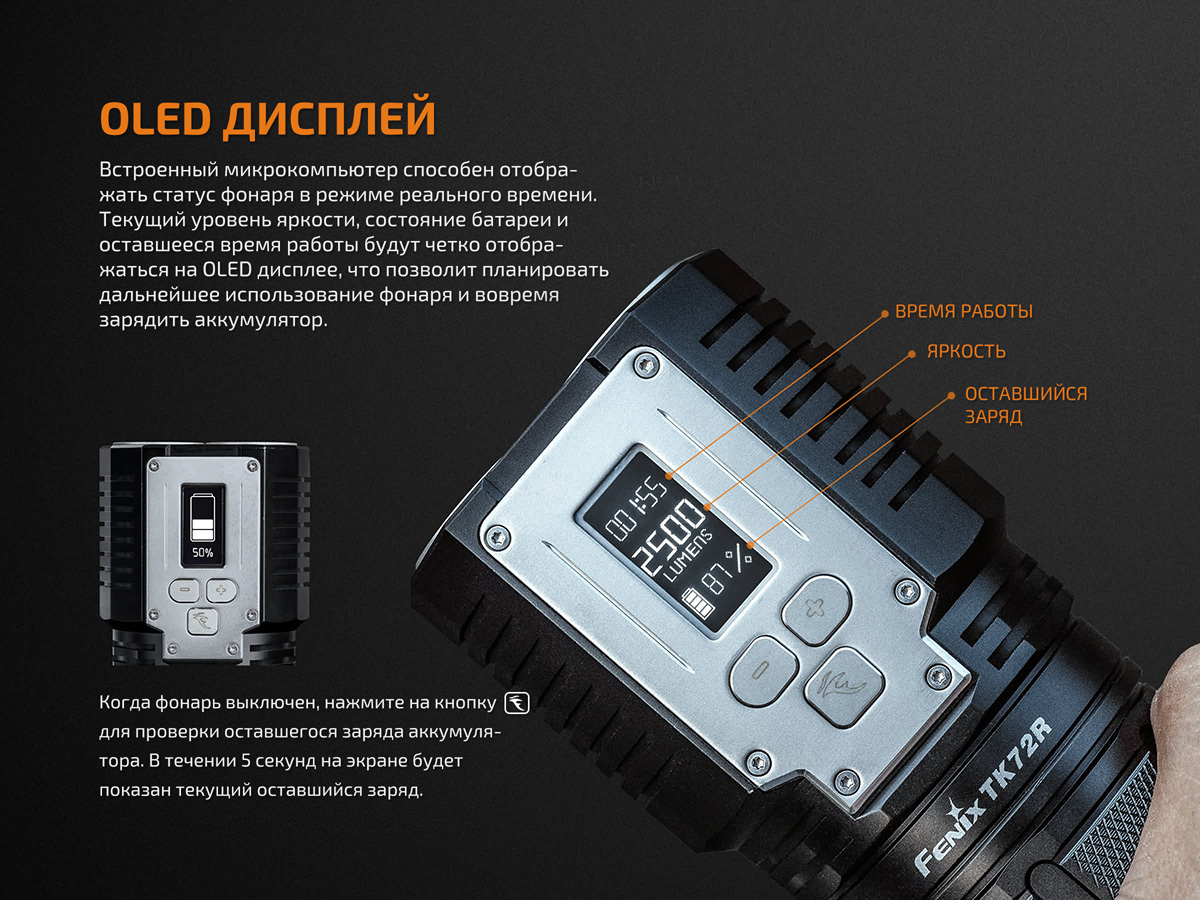 OLED ДИСПЛЕЙ
Встроенный микрокомпьютер способен отобра-
жать статус фонаря в режиме реального времени.
Текущий уровень яркости, состояние батареи и
оставшееся время работы будут четко отобра-
жаться на OLED дисплее, что позволит планировать
дальнейшее использование фонаря и вовремя
зарядить аккумулятор.
ВРЕМЯ РАБОТЫ
ЯРКОСТЬ
ОСТАВШИЙСЯ
ЗАРЯД
001:55
2500
LUMENS
87%
50%
Когда фонарь выключен, нажмите на кнопку
для проверки оставшегося заряда аккумуля-
тора. В течении 5 секунд на экране будет
показан текущий оставшийся заряд.
FENIX TK72R